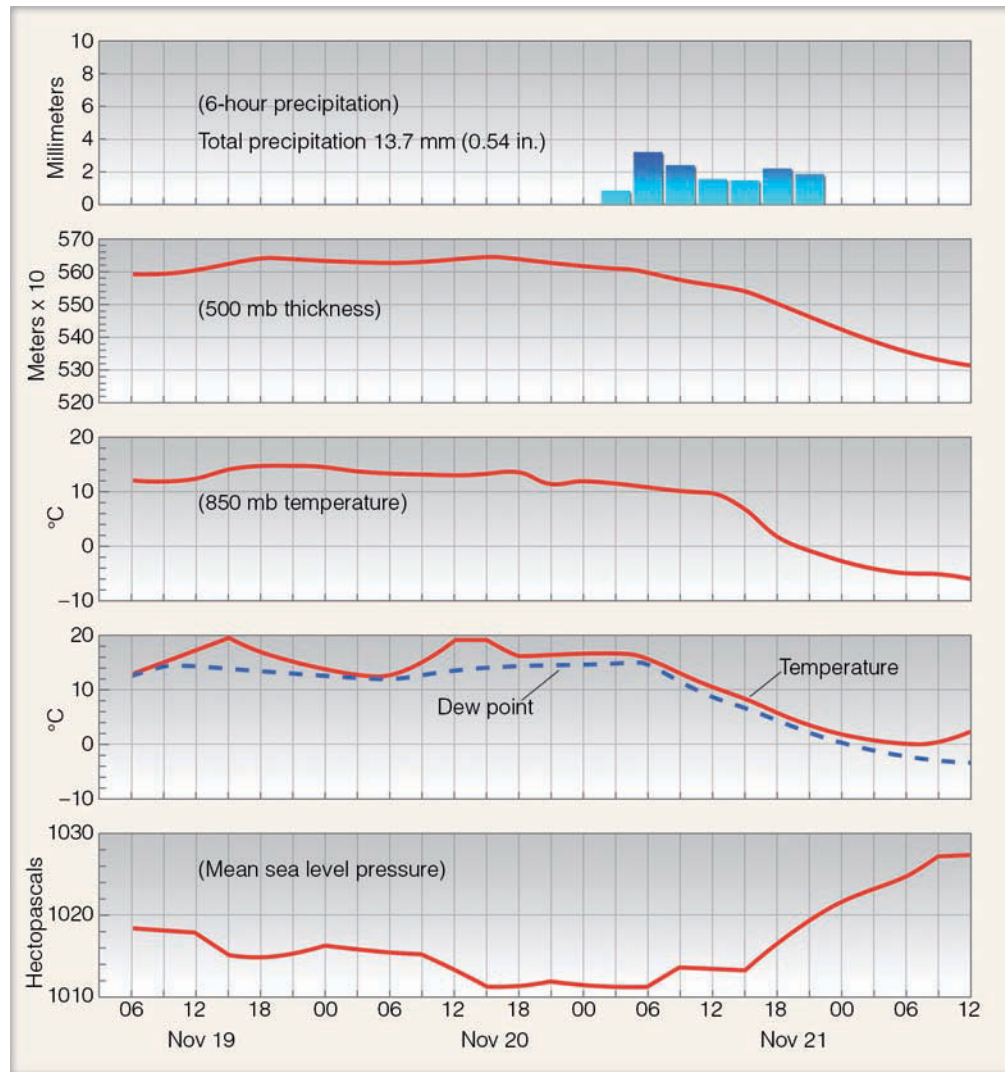 10
8
6
4
2
0
Millimeters
(6-hour precipitation)
Total precipitation 13.7 mm (0.54 in.)
570
560
550
540
530
520
Meters x 10
(500 mb thickness)
20
10
0
–10
°C
(850 mb temperature)
20
10
0
–10
°C
Temperature
Dew point
1030
1020
1010
Hectopascals
(Mean sea level pressure)
06 12 18 00 06 12 18 00 06 12 18 00 06 12
Nov 19 Nov 20 Nov 21